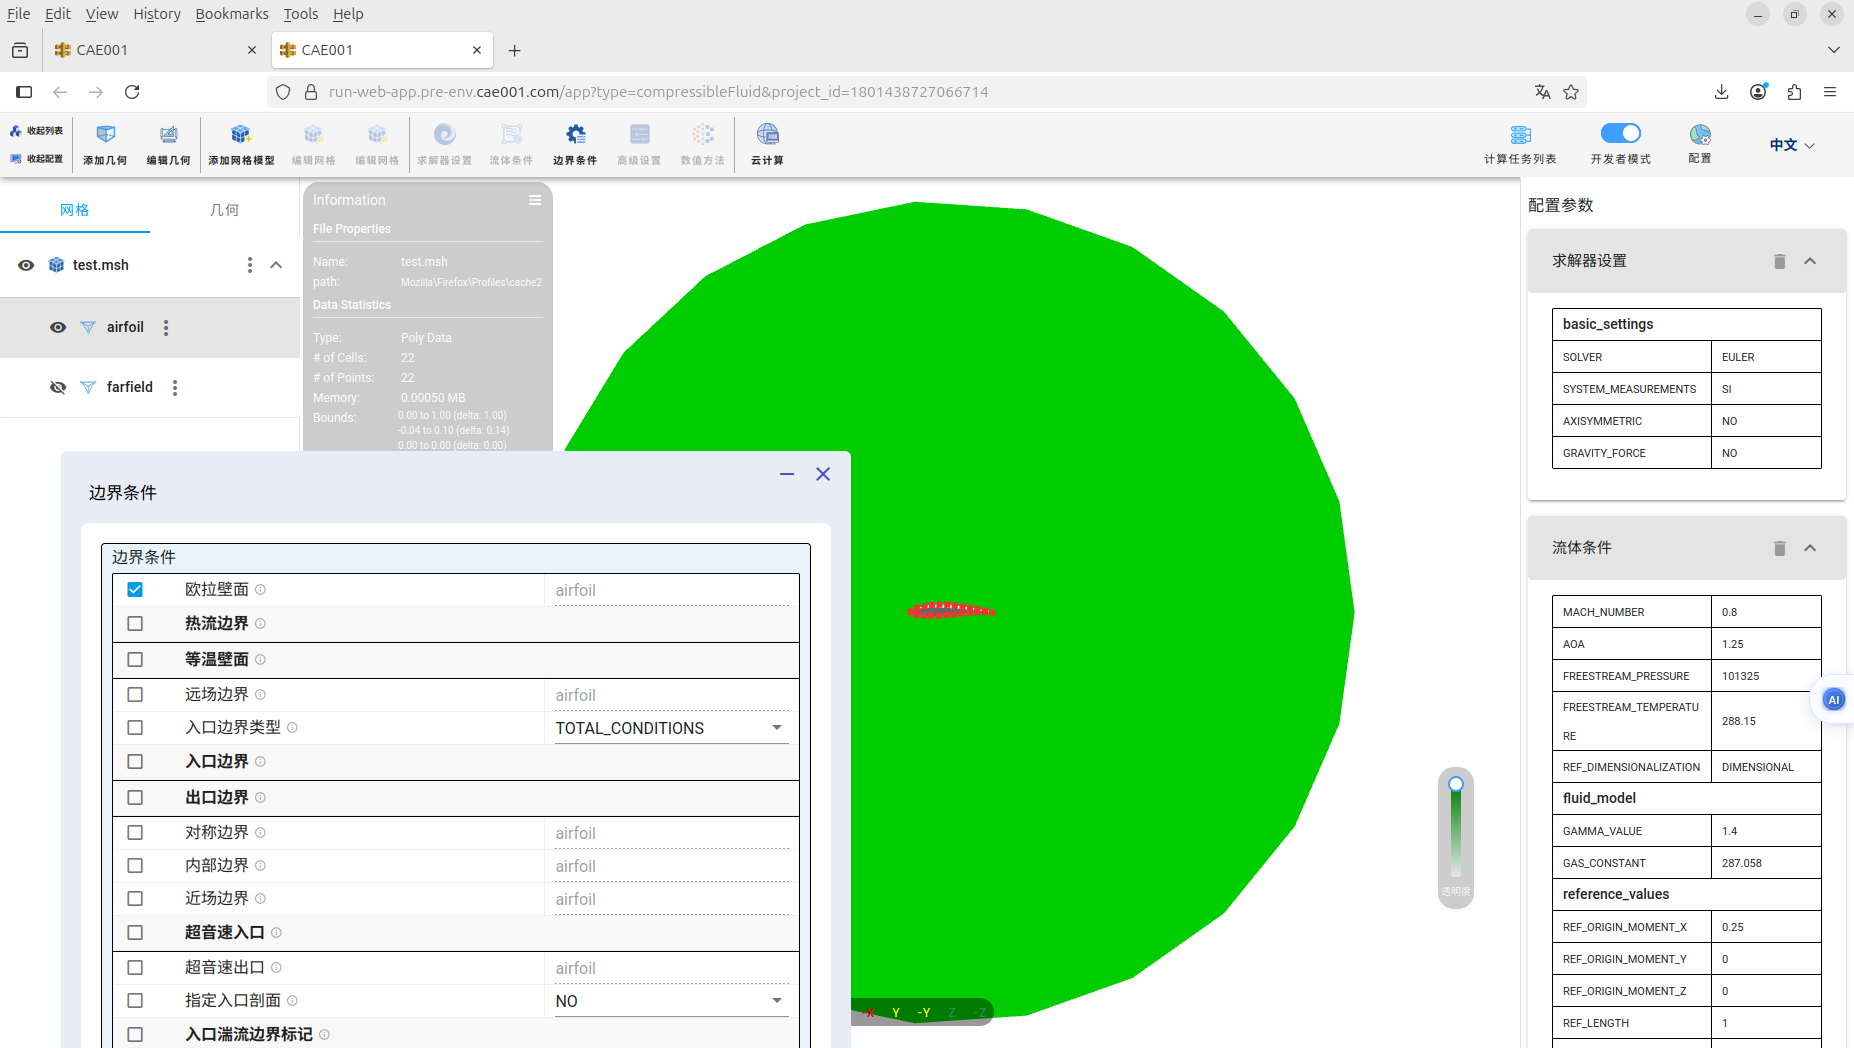 File Edit View History Bookmarks Tools Help
CAE001
CAE001
run-web-app.pre-env.cae001.com/app?type=compressibleFluid&project_id=1801438727066714
收起列表
收起配置
添加几何
编辑几何
添加网格模型
编辑网格
编辑网格
求解器设置
流体条件
边界条件
高级设置
数值方法
云计算
计算任务列表
开发者模式
配置
中文
网格
几何
test.msh
airfoil
farfield
Information
File Properties
Name: test.msh
path: Mozilla\Firefox\Profiles\cache2
Data Statistics
Type: Poly Data
# of Cells: 22
# of Points: 22
Memory: 0.00050 MB
Bounds: 0.00 to 1.00 (delta: 1.00)
-0.04 to 0.10 (delta: 0.14)
0.00 to 0.00 (delta: 0.00)
边界条件
边界条件
欧拉壁面 airfoil
热流边界
等温壁面
远场边界 airfoil
入口边界类型 TOTAL_CONDITIONS
入口边界
出口边界
对称边界 airfoil
内部边界 airfoil
近场边界 airfoil
超音速入口
超音速出口 airfoil
指定入口剖面 NO
入口湍流边界标记
-X Y -Y Z -Z
透明度
配置参数
求解器设置
basic_settings
SOLVER EULER
SYSTEM_MEASUREMENTS SI
AXISYMMETRIC NO
GRAVITY_FORCE NO
流体条件
MACH_NUMBER 0.8
AOA 1.25
FREESTREAM_PRESSURE 101325
FREESTREAM_TEMPERATU
RE 288.15
REF_DIMENSIONALIZATION DIMENSIONAL
fluid_model
GAMMA_VALUE 1.4
GAS_CONSTANT 287.058
reference_values
REF_ORIGIN_MOMENT_X 0.25
REF_ORIGIN_MOMENT_Y 0
REF_ORIGIN_MOMENT_Z 0
REF_LENGTH 1
AI